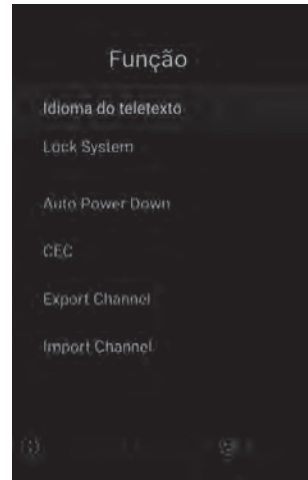 Função
Idioma do teletexto
Lock System
Auto Power Down
CEC
Export Channel
Import Channel